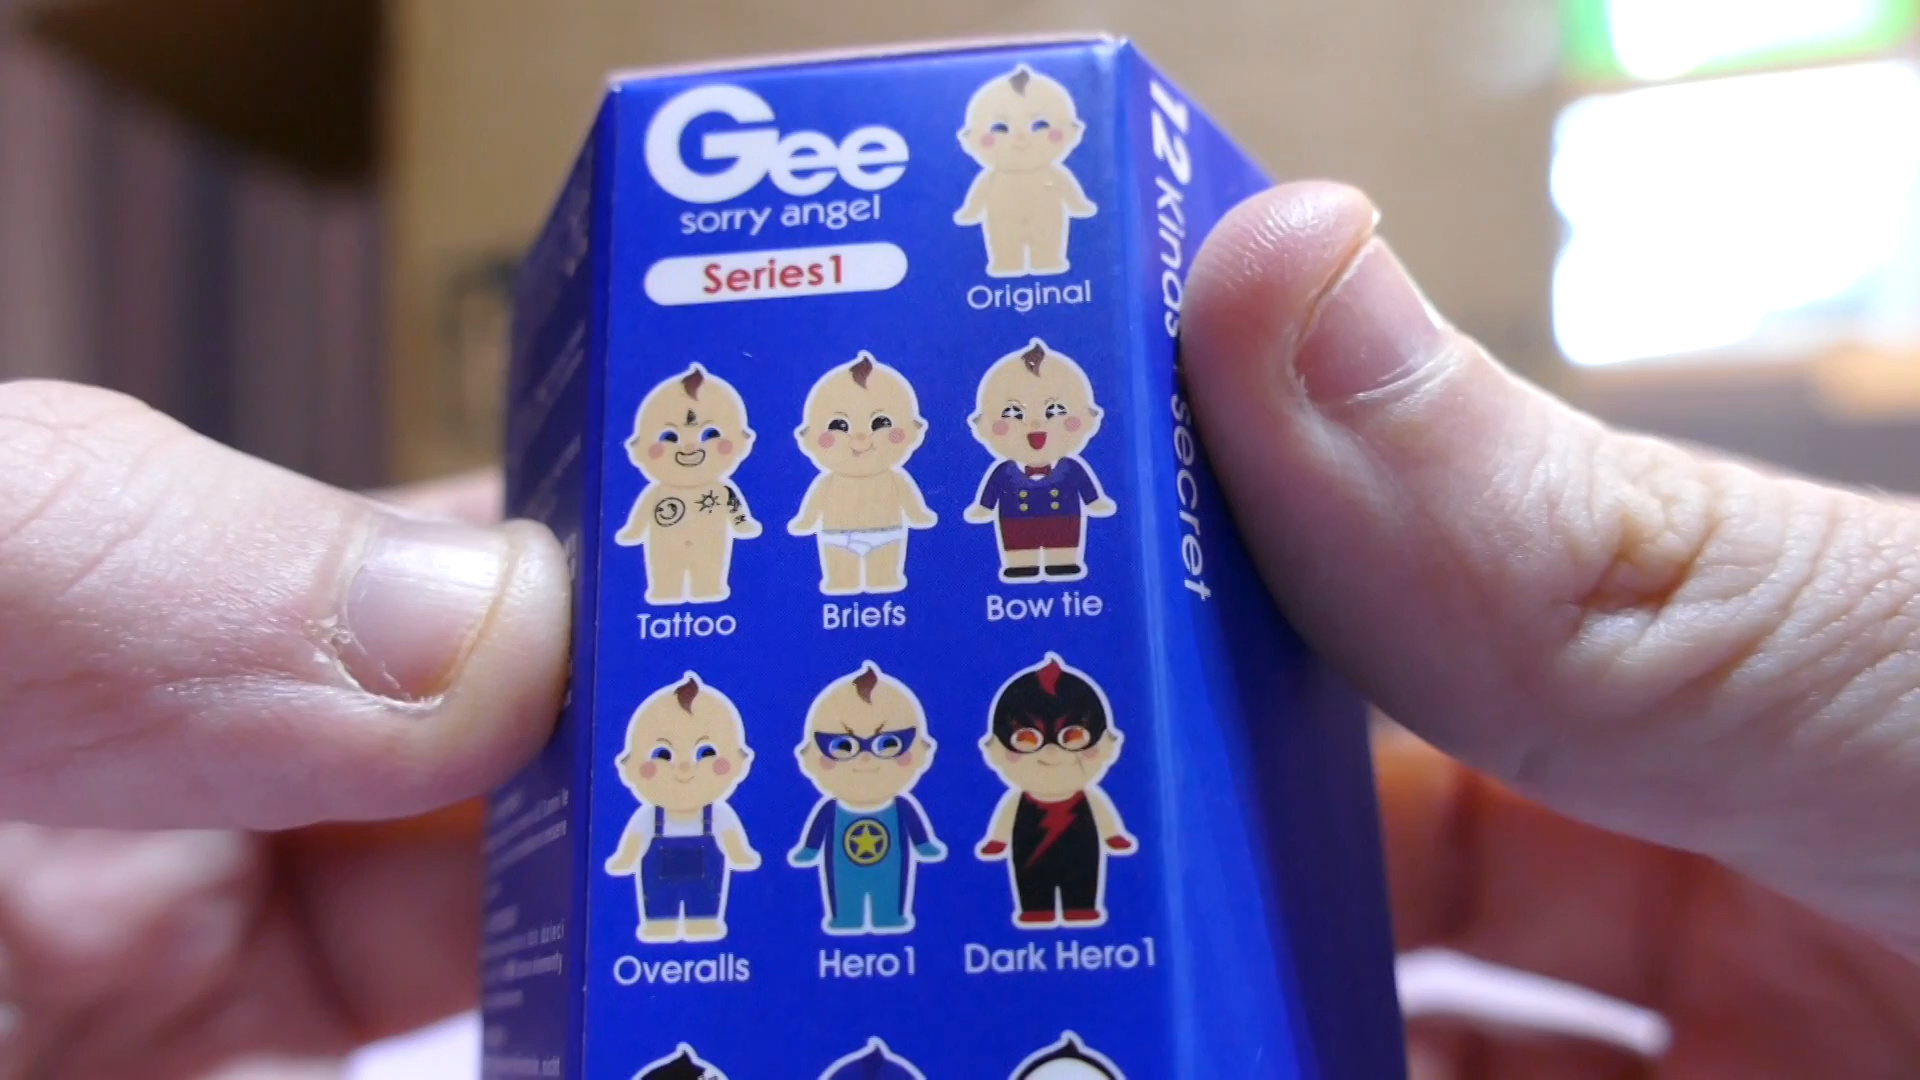 Gee
sorry angel
Series1
Original
Tattoo
Briefs
Bow tie
Overalls
Hero1
Dark Hero1
12 kinds
secret